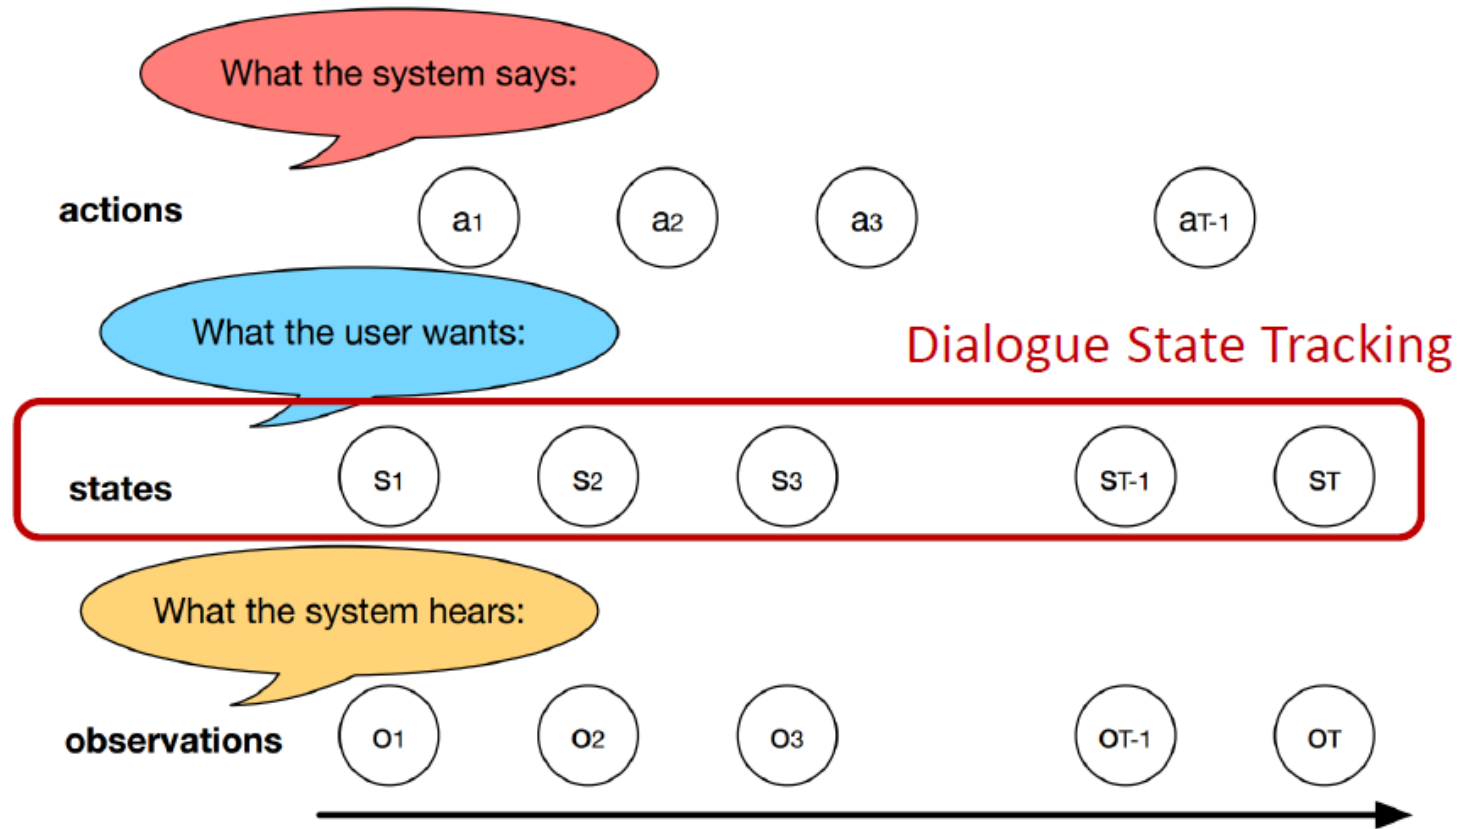 What the system says:
actions
a1 a2 a3 aT-1
What the user wants:
Dialogue State Tracking
states
s1 s2 s3 sT-1 sT
What the system hears:
observations
o1 o2 o3 oT-1 oT